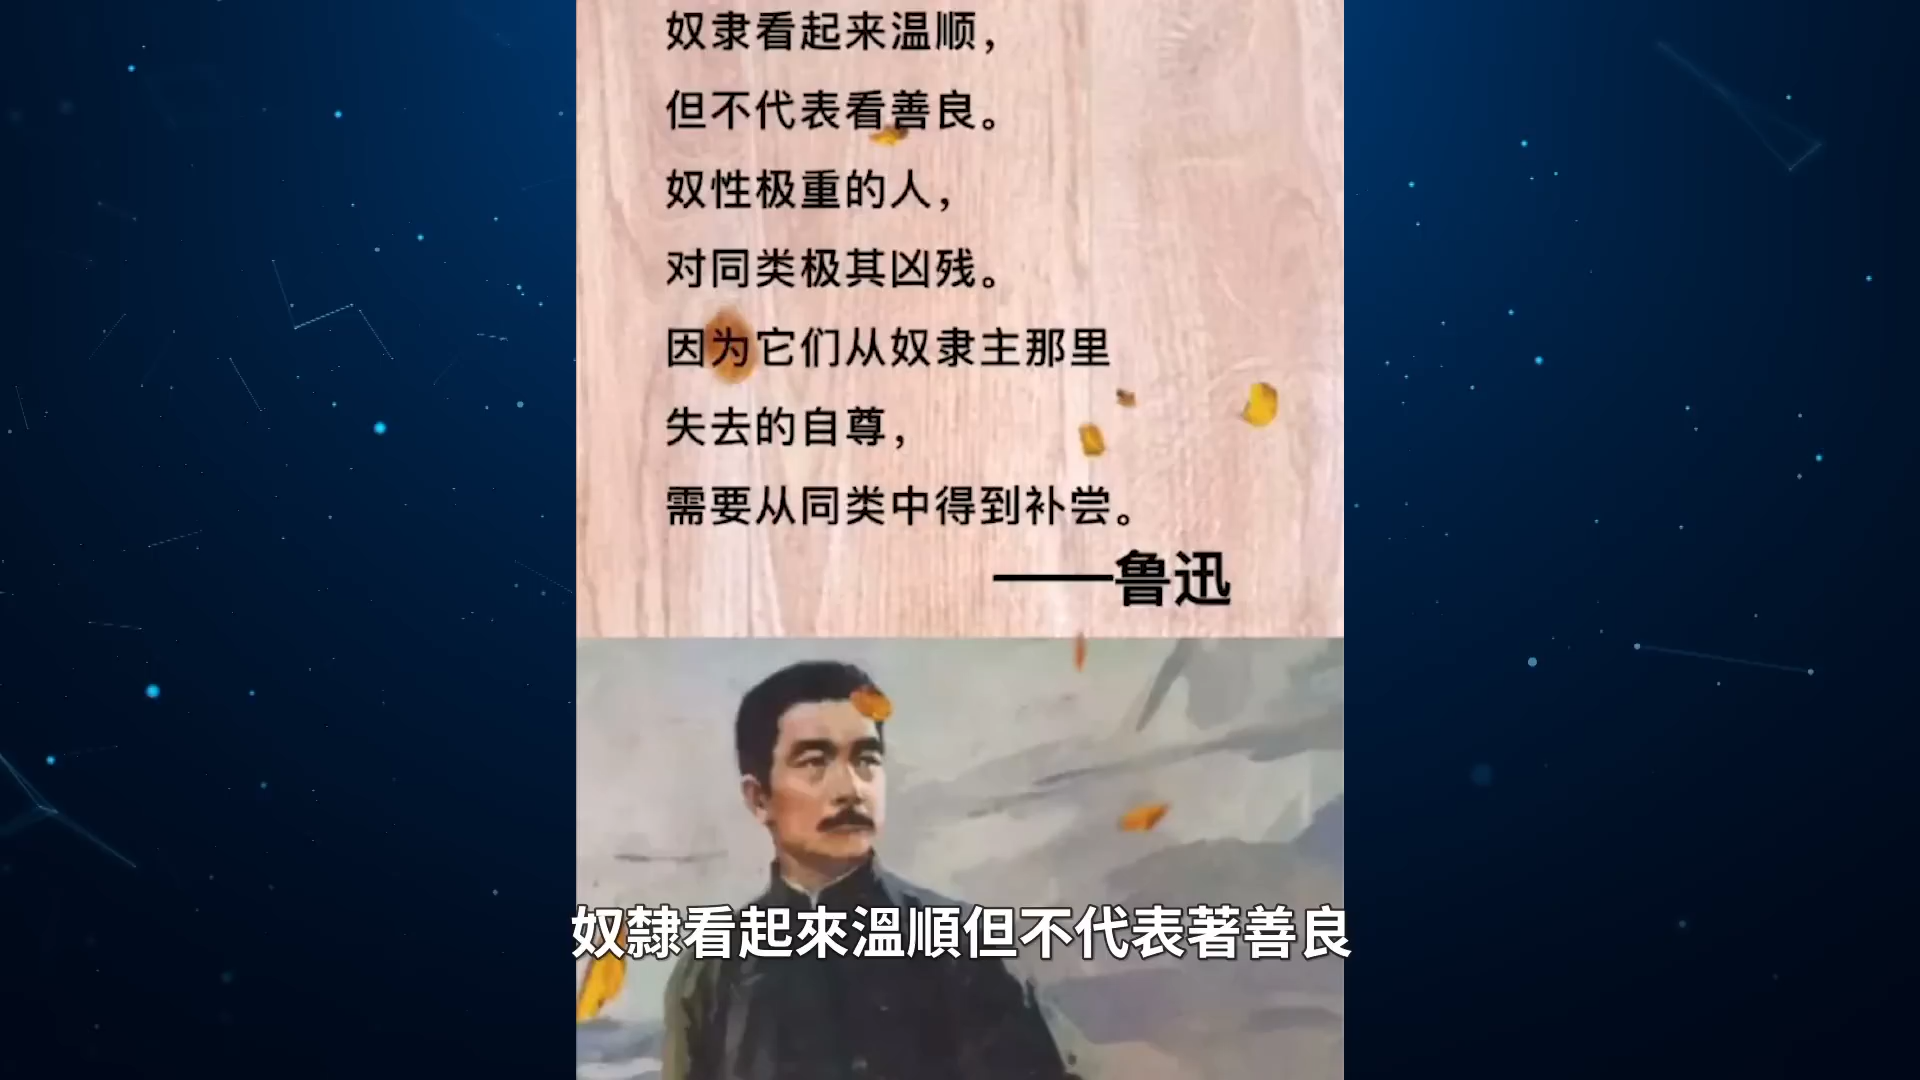 奴隶看起来温顺，
但不代表看善良。
奴性极重的人，
对同类极其凶残。
因为它们从奴隶主那里
失去的自尊，
需要从同类中得到补尝。
——鲁迅
奴隸看起來溫順但不代表著善良